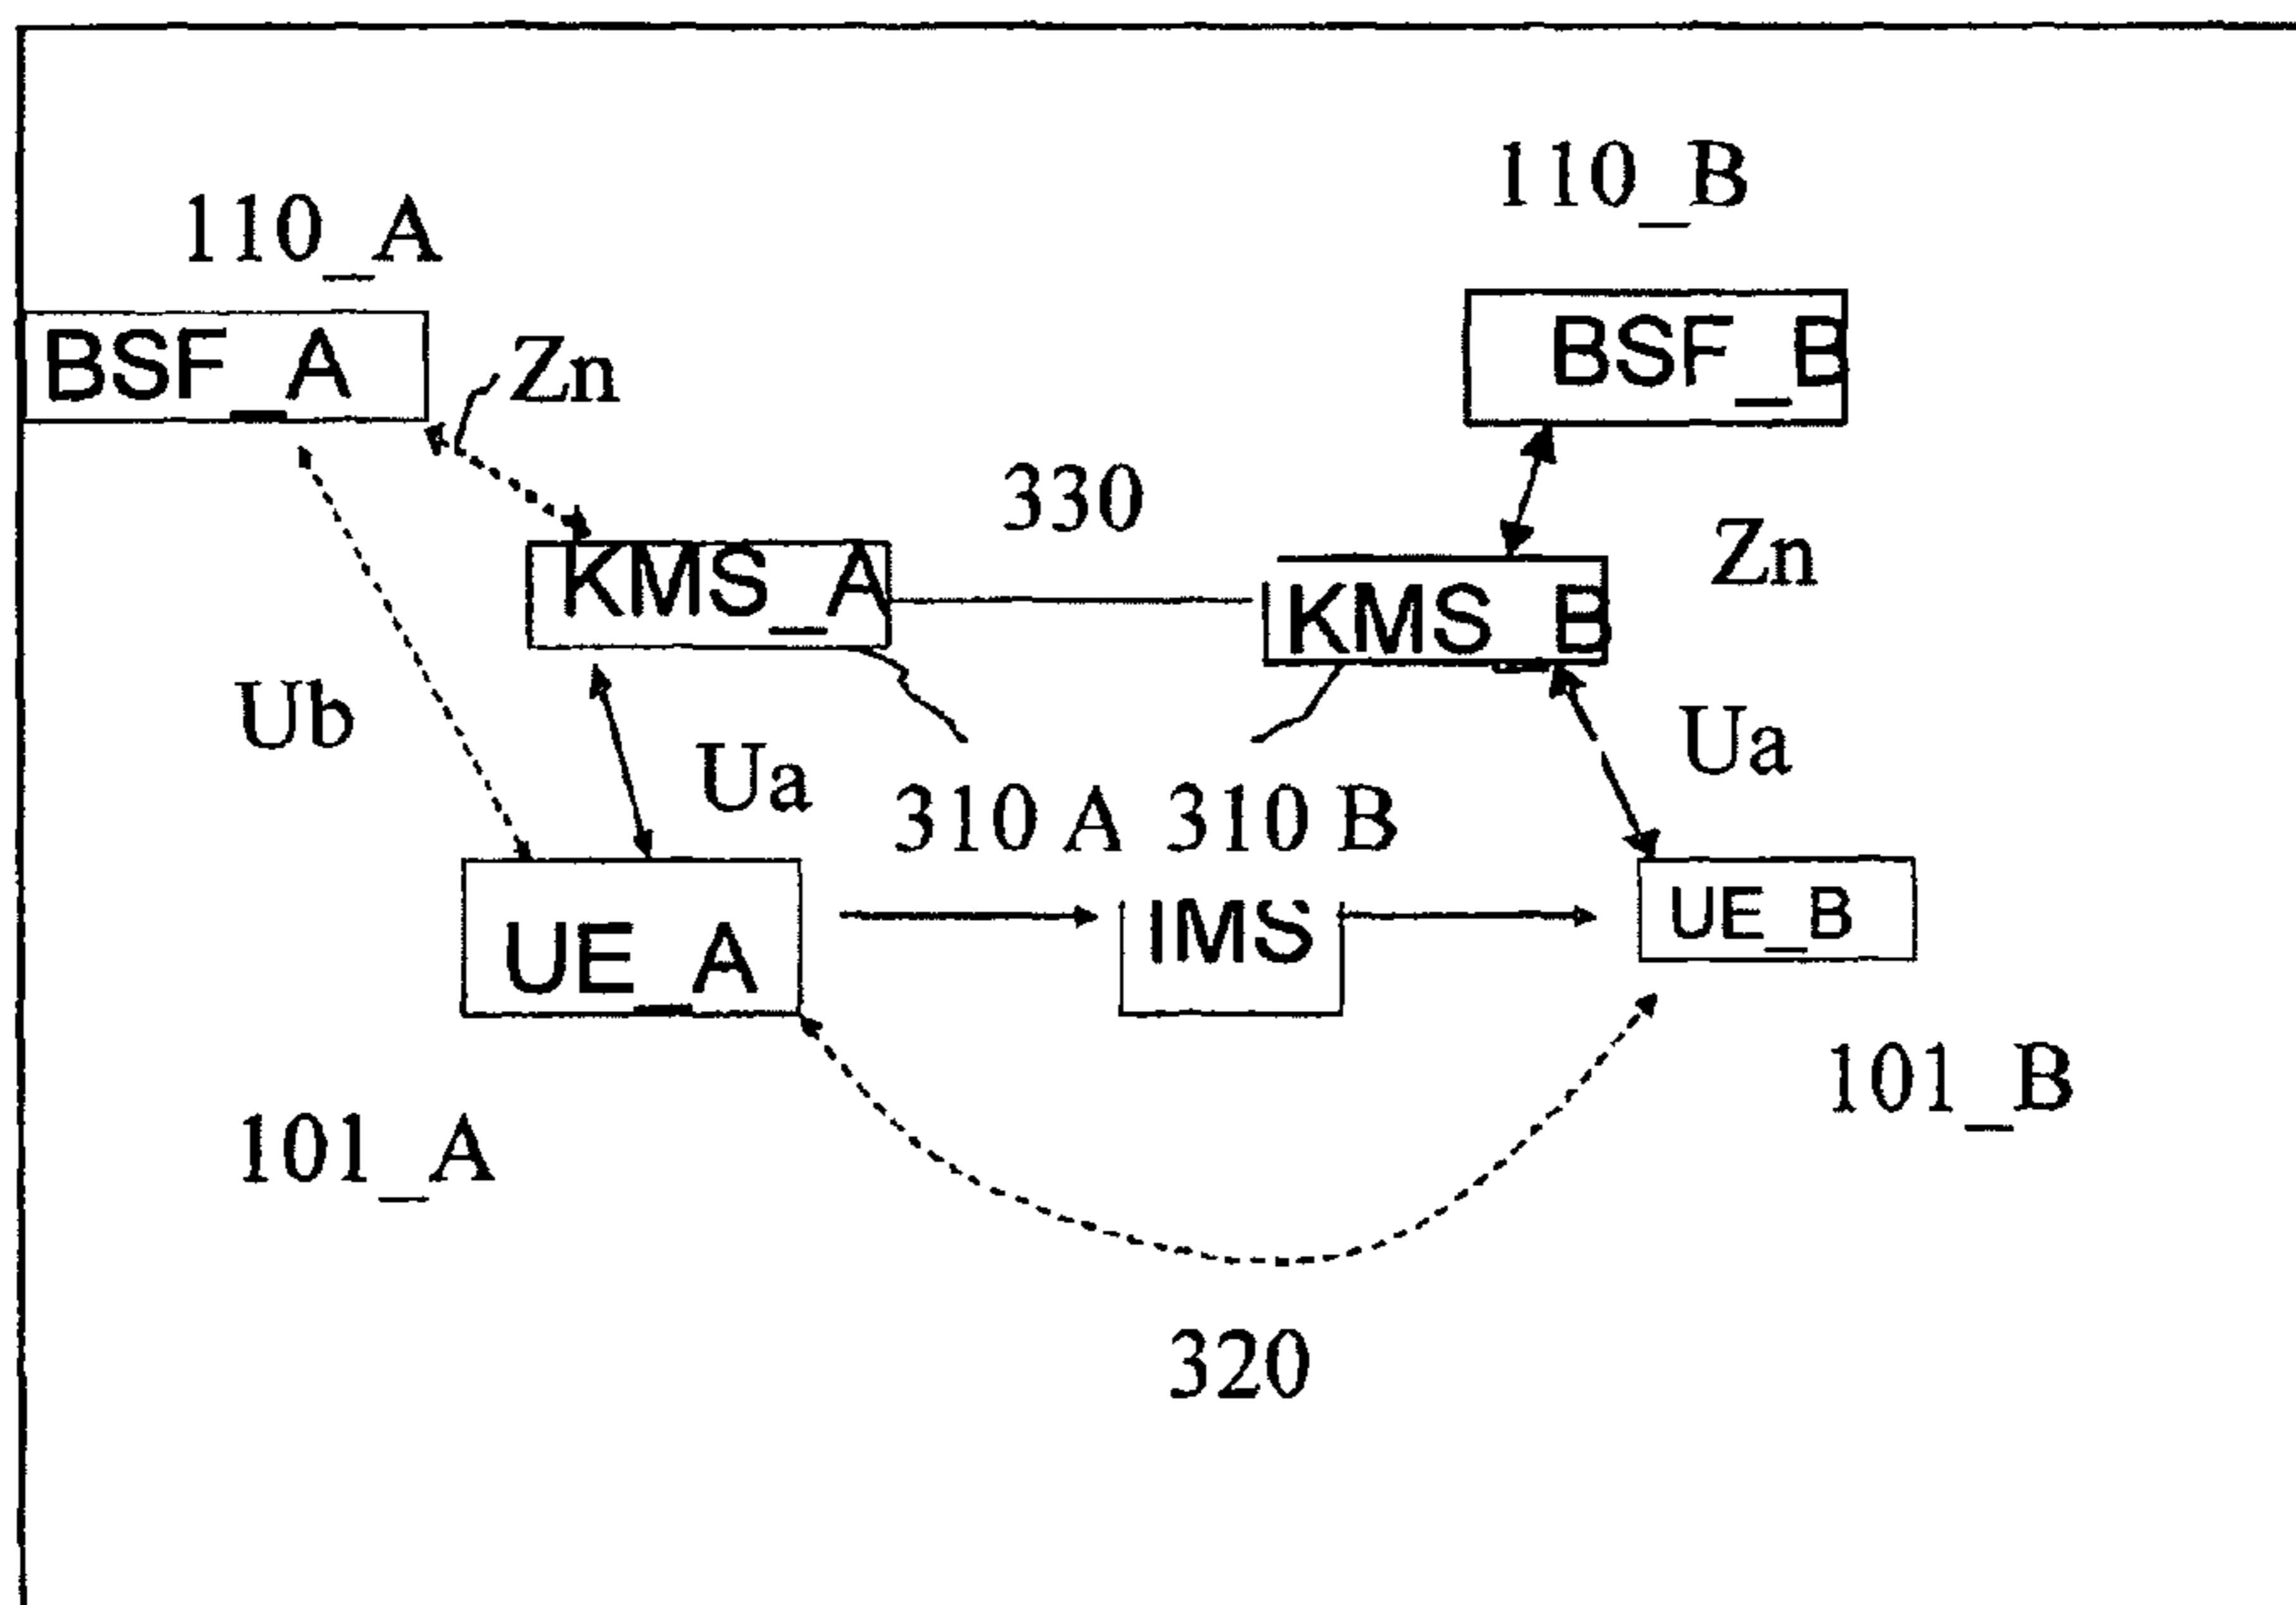 110_B
110_A
BSF_A
Zn
BSF_B
330
Zn
KMS_A
KMS_B
Ub
Ua
Ua
310 A 310 B
UE_A
IMS
UE_B
101_A
101_B
320